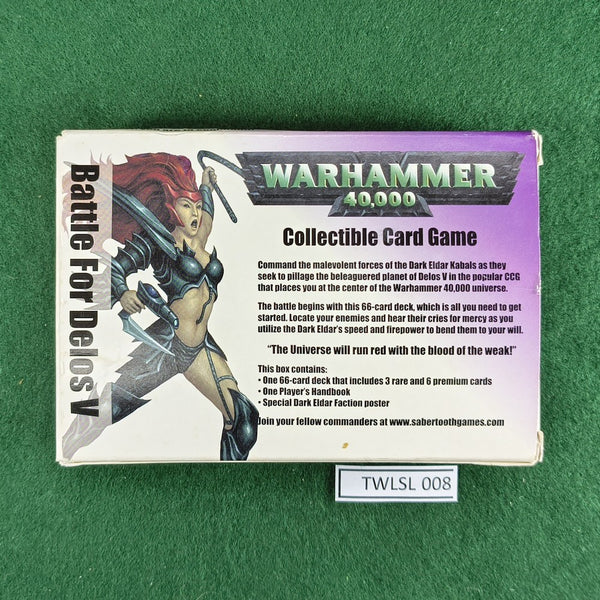 Battle For Delos V
WARHAMMER
40,000
Collectible Card Game
Command the malevolent forces of the Dark Eldar Kabals as they
seek to pillage the beleaguered planet of Delos V in the popular CCG
that places you at the center of the Warhammer 40,000 universe.
The battle begins with this 66-card deck, which is all you need to get
started. Locate your enemies and hear their cries for mercy as you
utilize the Dark Eldar's speed and firepower to bend them to your will.
“The Universe will run red with the blood of the weak!”
This box contains:
• One 66-card deck that includes 3 rare and 6 premium cards
• One Player's Handbook
• Special Dark Eldar Faction poster
Join your fellow commanders at www.sabertoothgames.com
TWLSL 008